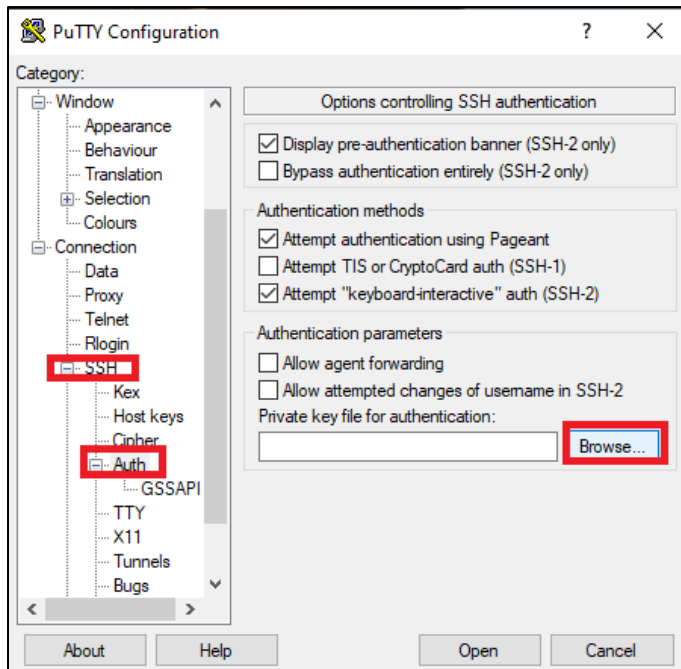 PuTTY Configuration
?
Category:
Window
Appearance
Behaviour
Translation
Selection
Colours
Connection
Data
Proxy
Telnet
Rlogin
SSH
Kex
Host keys
Cipher
Auth
GSSAPI
TTY
X11
Tunnels
Bugs
Options controlling SSH authentication
Display pre-authentication banner (SSH-2 only)
Bypass authentication entirely (SSH-2 only)
Authentication methods
Attempt authentication using Pageant
Attempt TIS or CryptoCard auth (SSH-1)
Attempt "keyboard-interactive" auth (SSH-2)
Authentication parameters
Allow agent forwarding
Allow attempted changes of username in SSH-2
Private key file for authentication:
Browse...
About
Help
Open
Cancel